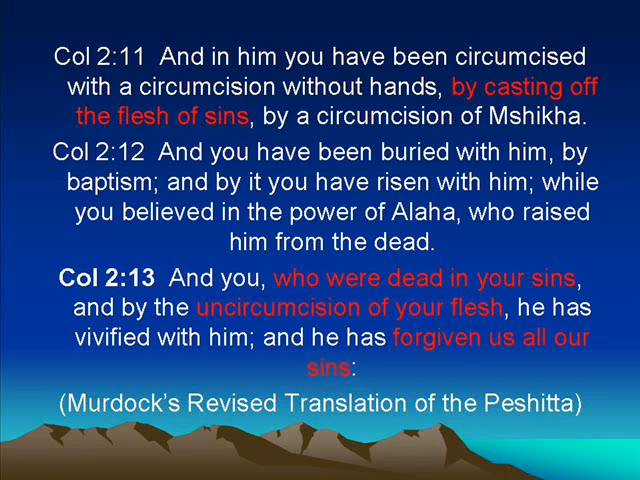 Col 2:11  And in him you have been circumcised
with a circumcision without hands, by casting off
the flesh of sins, by a circumcision of Mshikha.
Col 2:12  And you have been buried with him, by
baptism; and by it you have risen with him; while
you believed in the power of Alaha, who raised
him from the dead.
Col 2:13  And you, who were dead in your sins,
and by the uncircumcision of your flesh, he has
vivified with him; and he has forgiven us all our
sins:
(Murdock's Revised Translation of the Peshitta)